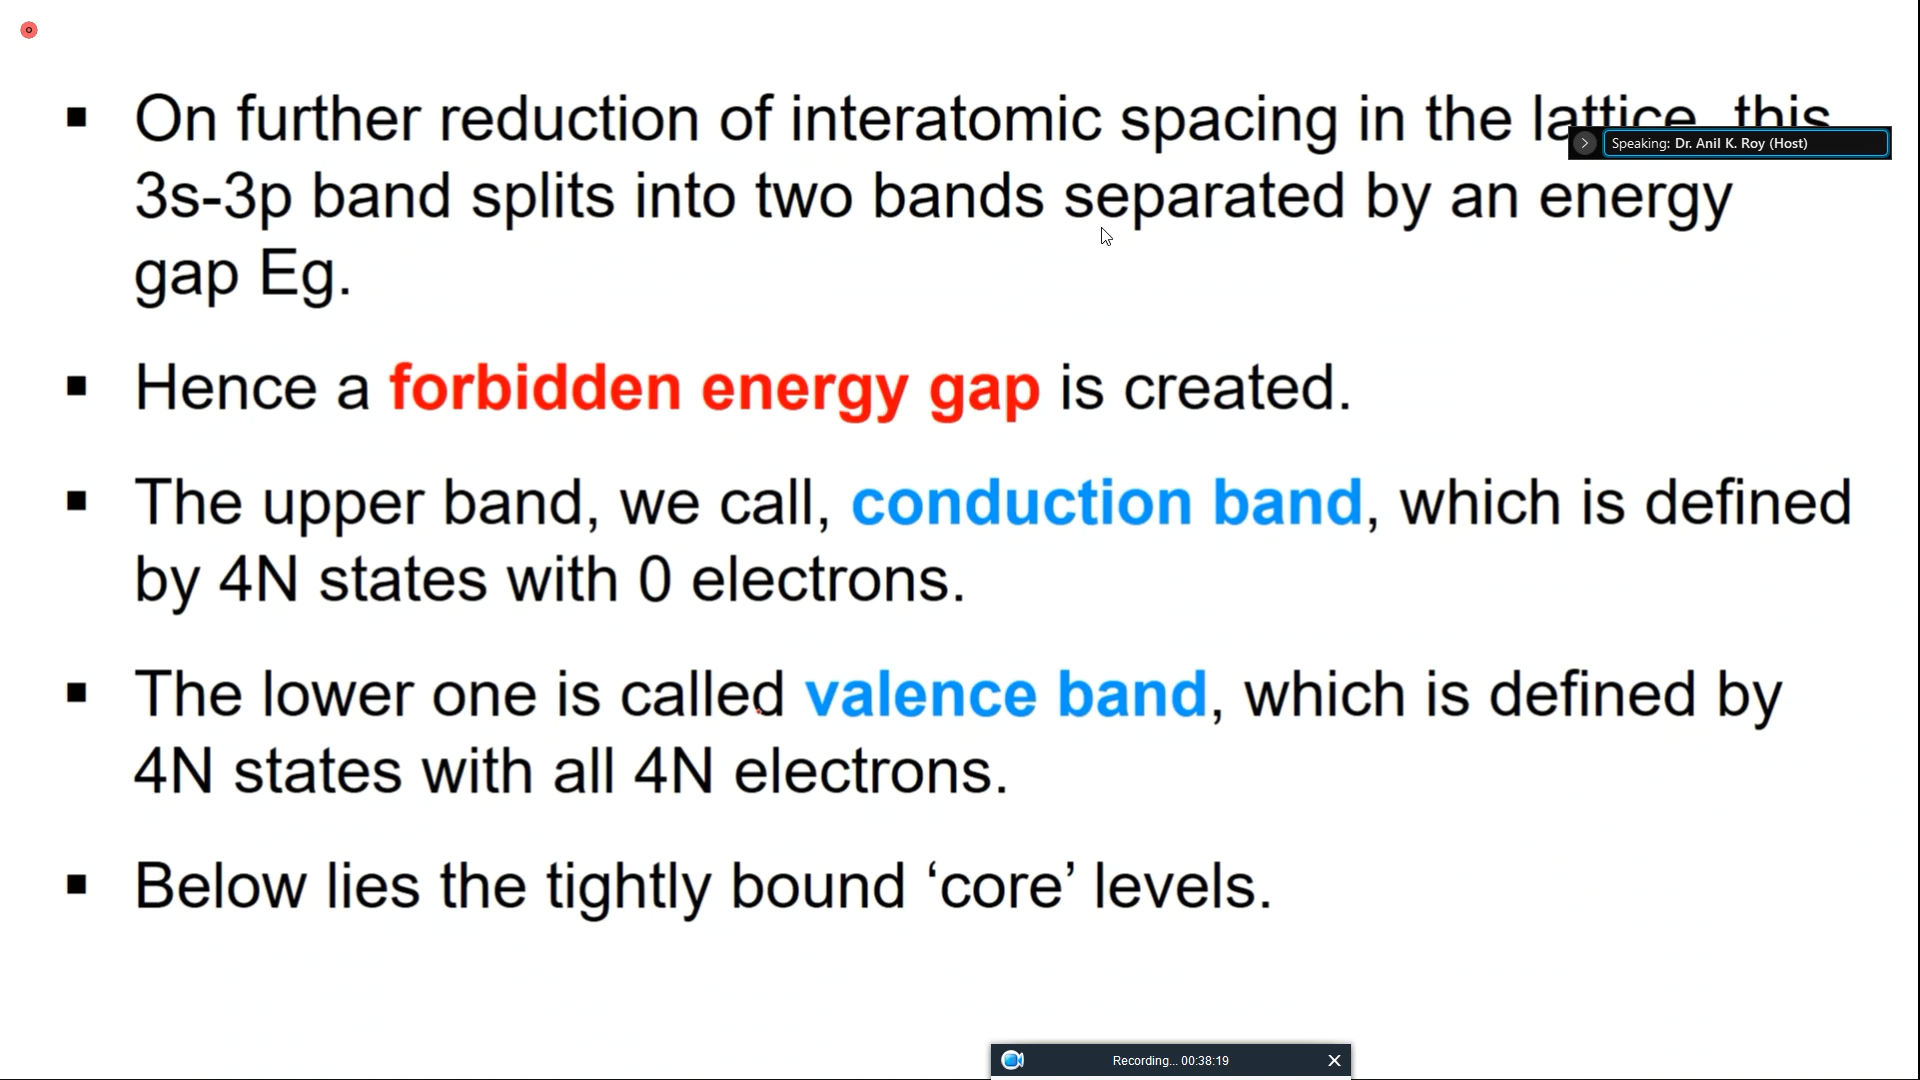 On further reduction of interatomic spacing in the lattice, this
Speaking: Dr. Anil K. Roy (Host)
3s-3p band splits into two bands separated by an energy
gap Eg.
Hence a forbidden energy gap is created.
The upper band, we call, conduction band, which is defined
by 4N states with 0 electrons.
The lower one is called valence band, which is defined by
4N states with all 4N electrons.
Below lies the tightly bound ‘core’ levels.
Recording... 00:38:19